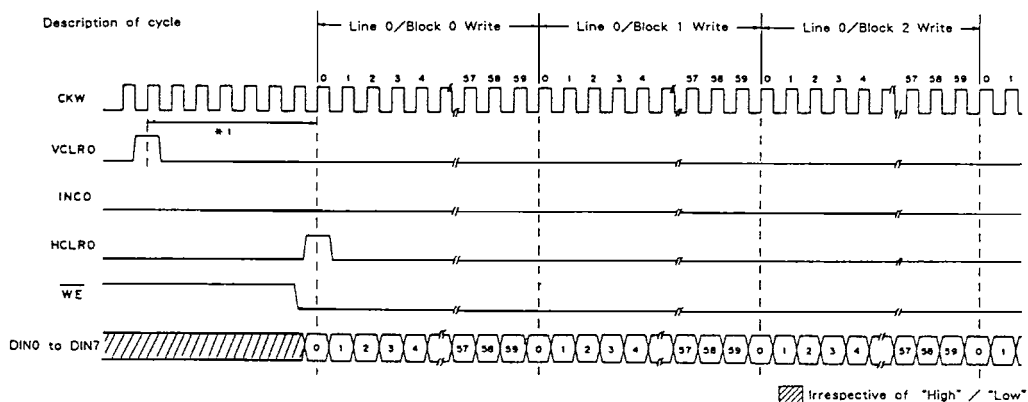 Description of cycle
Line 0/Block 0 Write
Line 0/Block 1 Write
Line 0/Block 2 Write
0 1 2 3 4 57 58 59 0 1 2 3 4 57 58 59 0 1 2 3 4 57 58 59 0 1
CKW
*1
VCLR0
INC0
HCLR0
WE
DIN0 to DIN7 0 1 2 3 4 57 58 59 0 1 2 3 4 57 58 59 0 1 2 3 4 57 58 59 0 1
Irrespective of "High" / "Low"